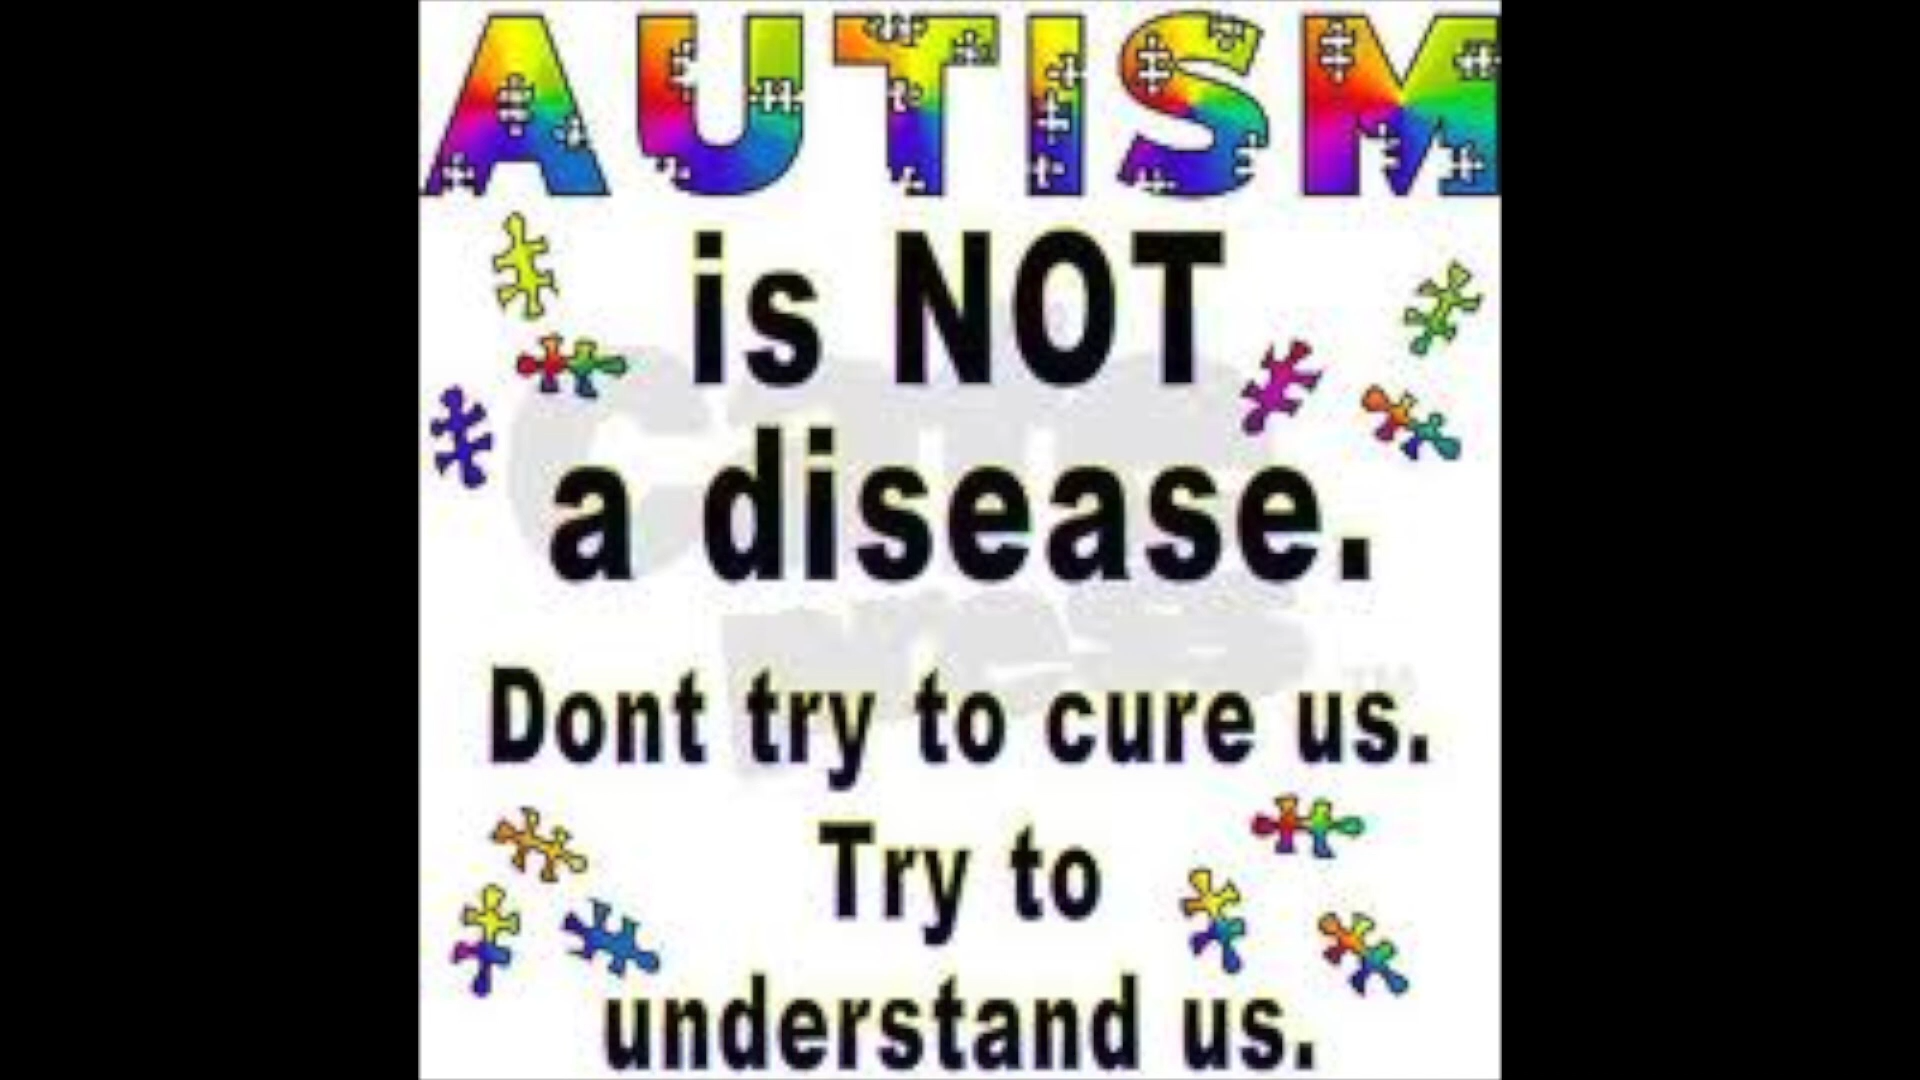 AUTISM
is NOT
a disease.
Dont try to cure us.
Try to
understand us.